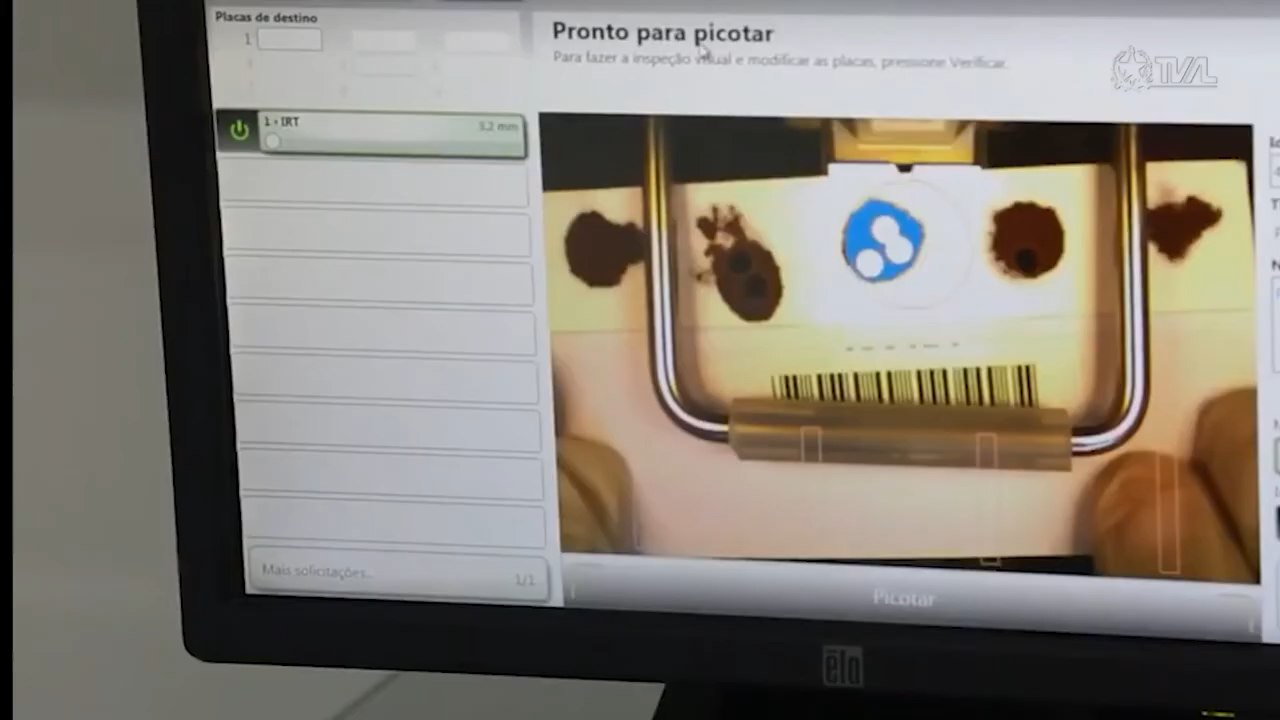 Placas de destino
1
Pronto para picotar
Para fazer a inspeção visual e modificar as placas, pressione Verificar.
TVAL
1 - IRT
3.2 mm
Mais solicitações...
1/1
Picotar
elo